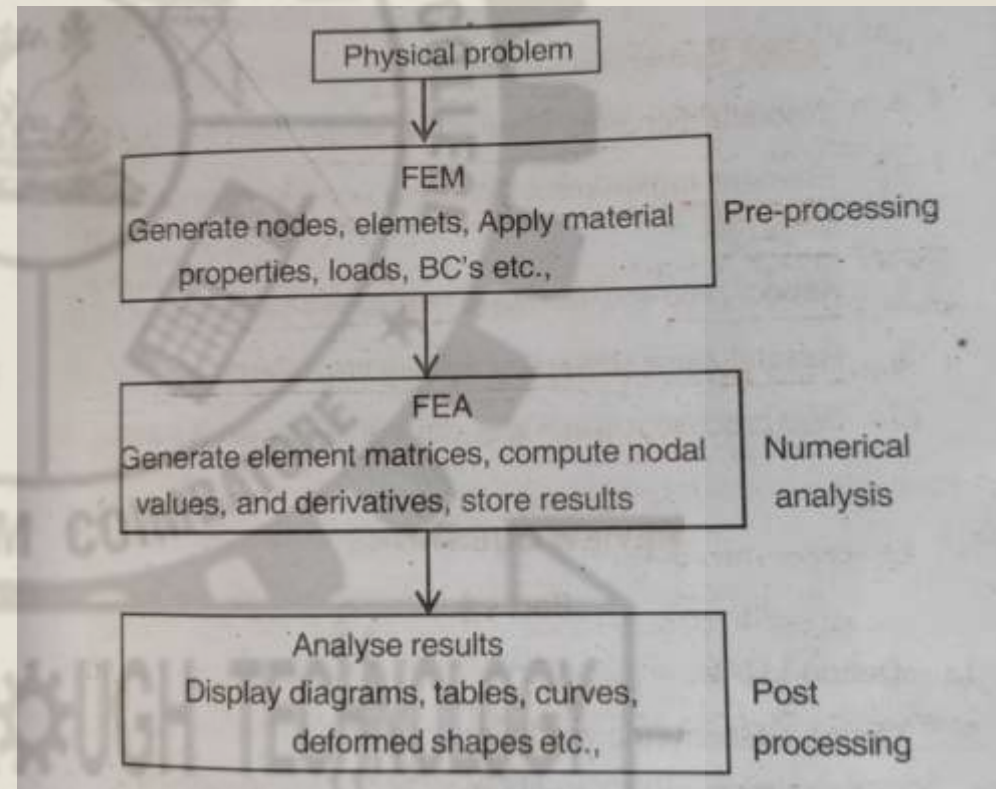 Physical problem
FEM
Generate nodes, elemets, Apply material
properties, loads, BC's etc.,
Pre-processing
FEA
Generate element matrices, compute nodal
values, and derivatives, store results
Numerical
analysis
Analyse results
Display diagrams, tables, curves,
deformed shapes etc.,
Post
processing
UGH TECHNOLOGY